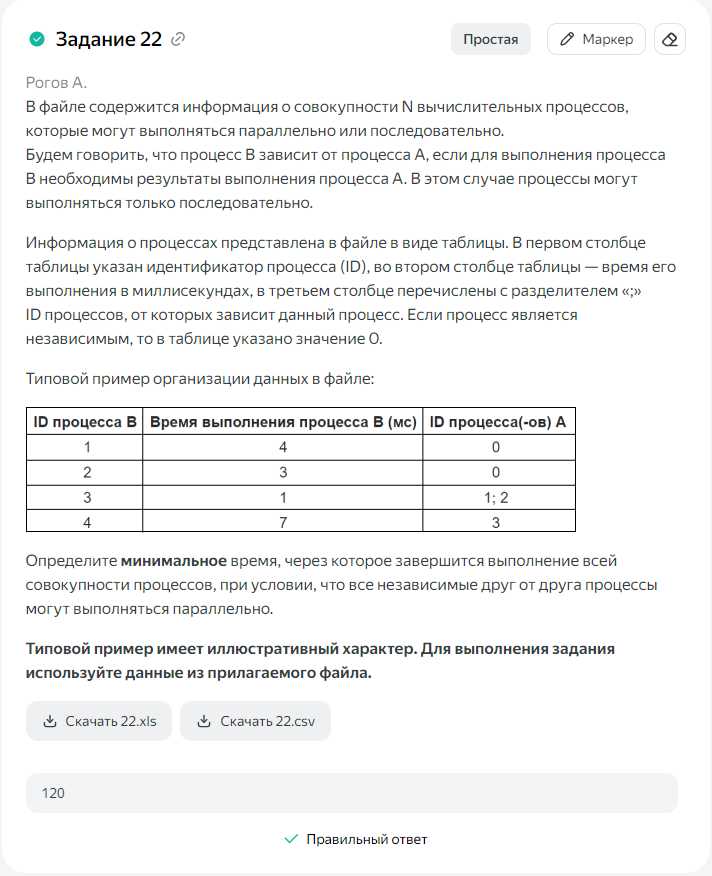 Задание 22
Простая
Маркер
Рогов А.
В файле содержится информация о совокупности N вычислительных процессов,
которые могут выполняться параллельно или последовательно.
Будем говорить, что процесс B зависит от процесса A, если для выполнения процесса
B необходимы результаты выполнения процесса A. В этом случае процессы могут
выполняться только последовательно.
Информация о процессах представлена в файле в виде таблицы. В первом столбце
таблицы указан идентификатор процесса (ID), во втором столбце таблицы — время его
выполнения в миллисекундах, в третьем столбце перечислены с разделителем «;»
ID процессов, от которых зависит данный процесс. Если процесс является
независимым, то в таблице указано значение 0.
Типовой пример организации данных в файле:
ID процесса B Время выполнения процесса B (мс) ID процесса(-ов) A
1 4 0
2 3 0
3 1 1; 2
4 7 3
Определите минимальное время, через которое завершится выполнение всей
совокупности процессов, при условии, что все независимые друг от друга процессы
могут выполняться параллельно.
Типовой пример имеет иллюстративный характер. Для выполнения задания
используйте данные из прилагаемого файла.
Скачать 22.xls
Скачать 22.csv
120
Правильный ответ